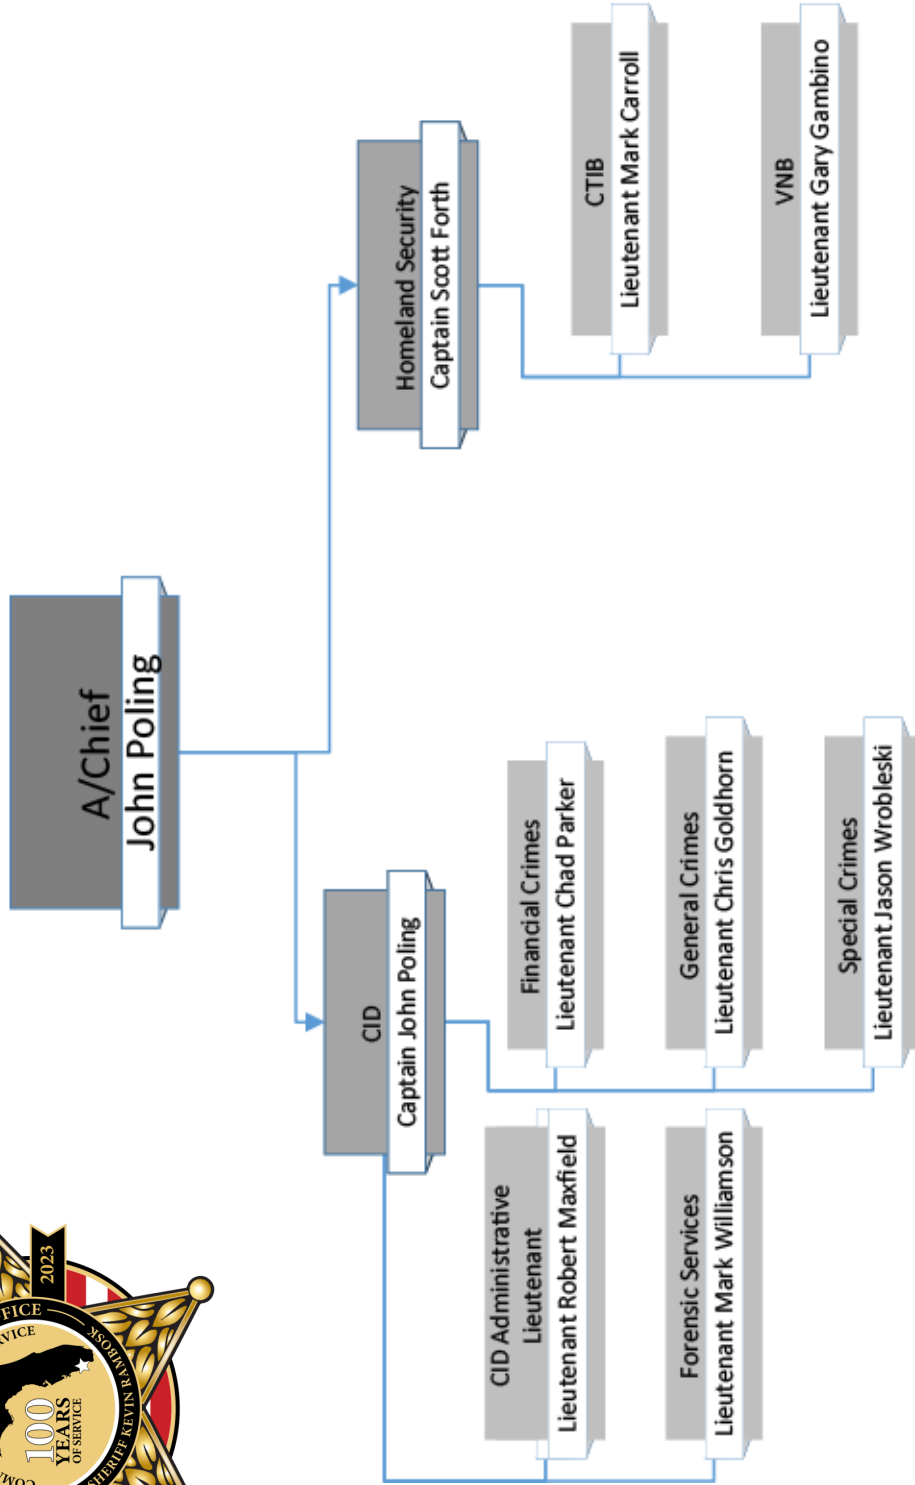 2023
FICE
VICE
SHERIFF KEVIN RAMBOSK
100
YEARS
OF SERVICE
A/Chief
John Poling
CID
Captain John Poling
Homeland Security
Captain Scott Forth
CID Administrative
Lieutenant
Lieutenant Robert Maxfield
Forensic Services
Lieutenant Mark Williamson
Financial Crimes
Lieutenant Chad Parker
General Crimes
Lieutenant Chris Goldhorn
Special Crimes
Lieutenant Jason Wrobleski
CTIB
Lieutenant Mark Carroll
VNB
Lieutenant Gary Gambino